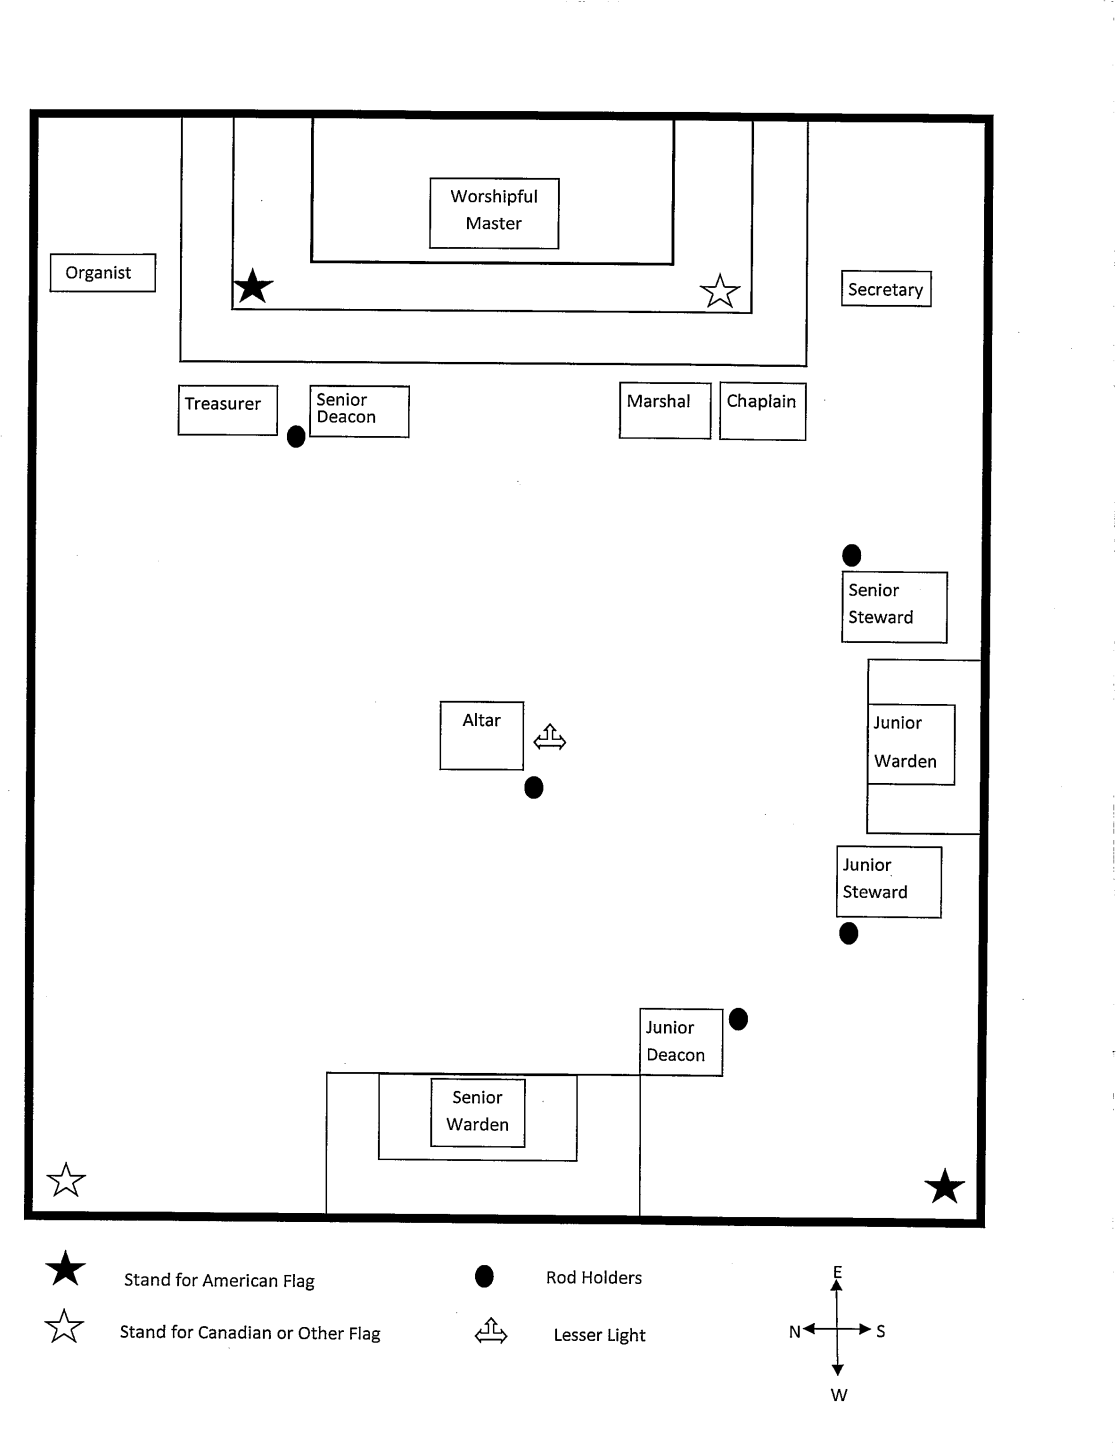 Worshipful
Master
Organist
Secretary
Treasurer
Senior
Deacon
Marshal
Chaplain
Senior
Steward
Altar
Junior
Warden
Junior
Steward
Junior
Deacon
Senior
Warden
Stand for American Flag
Rod Holders
Stand for Canadian or Other Flag
Lesser Light
E
N
S
W